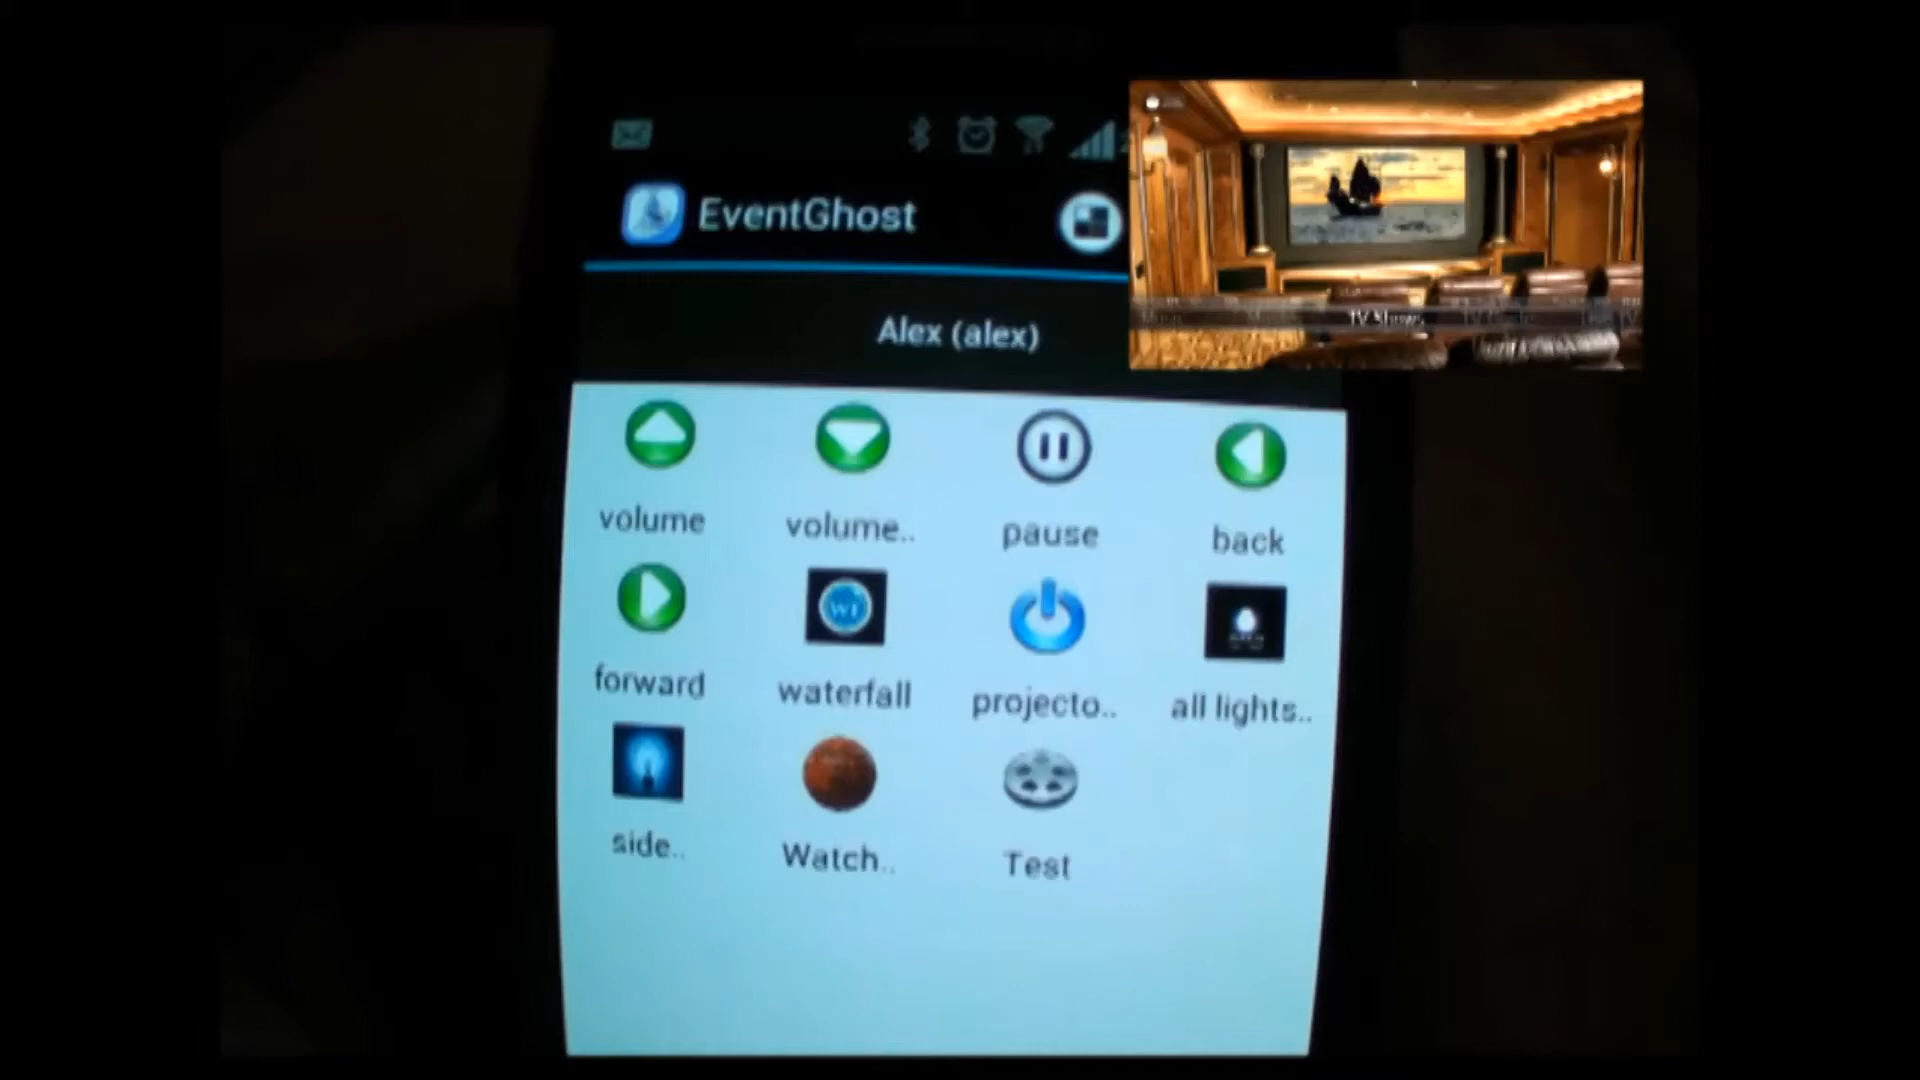 EventGhost
Alex (alex)
volume
volume..
pause
back
forward
waterfall
projecto..
all lights..
side..
Watch..
Test
TV Shows